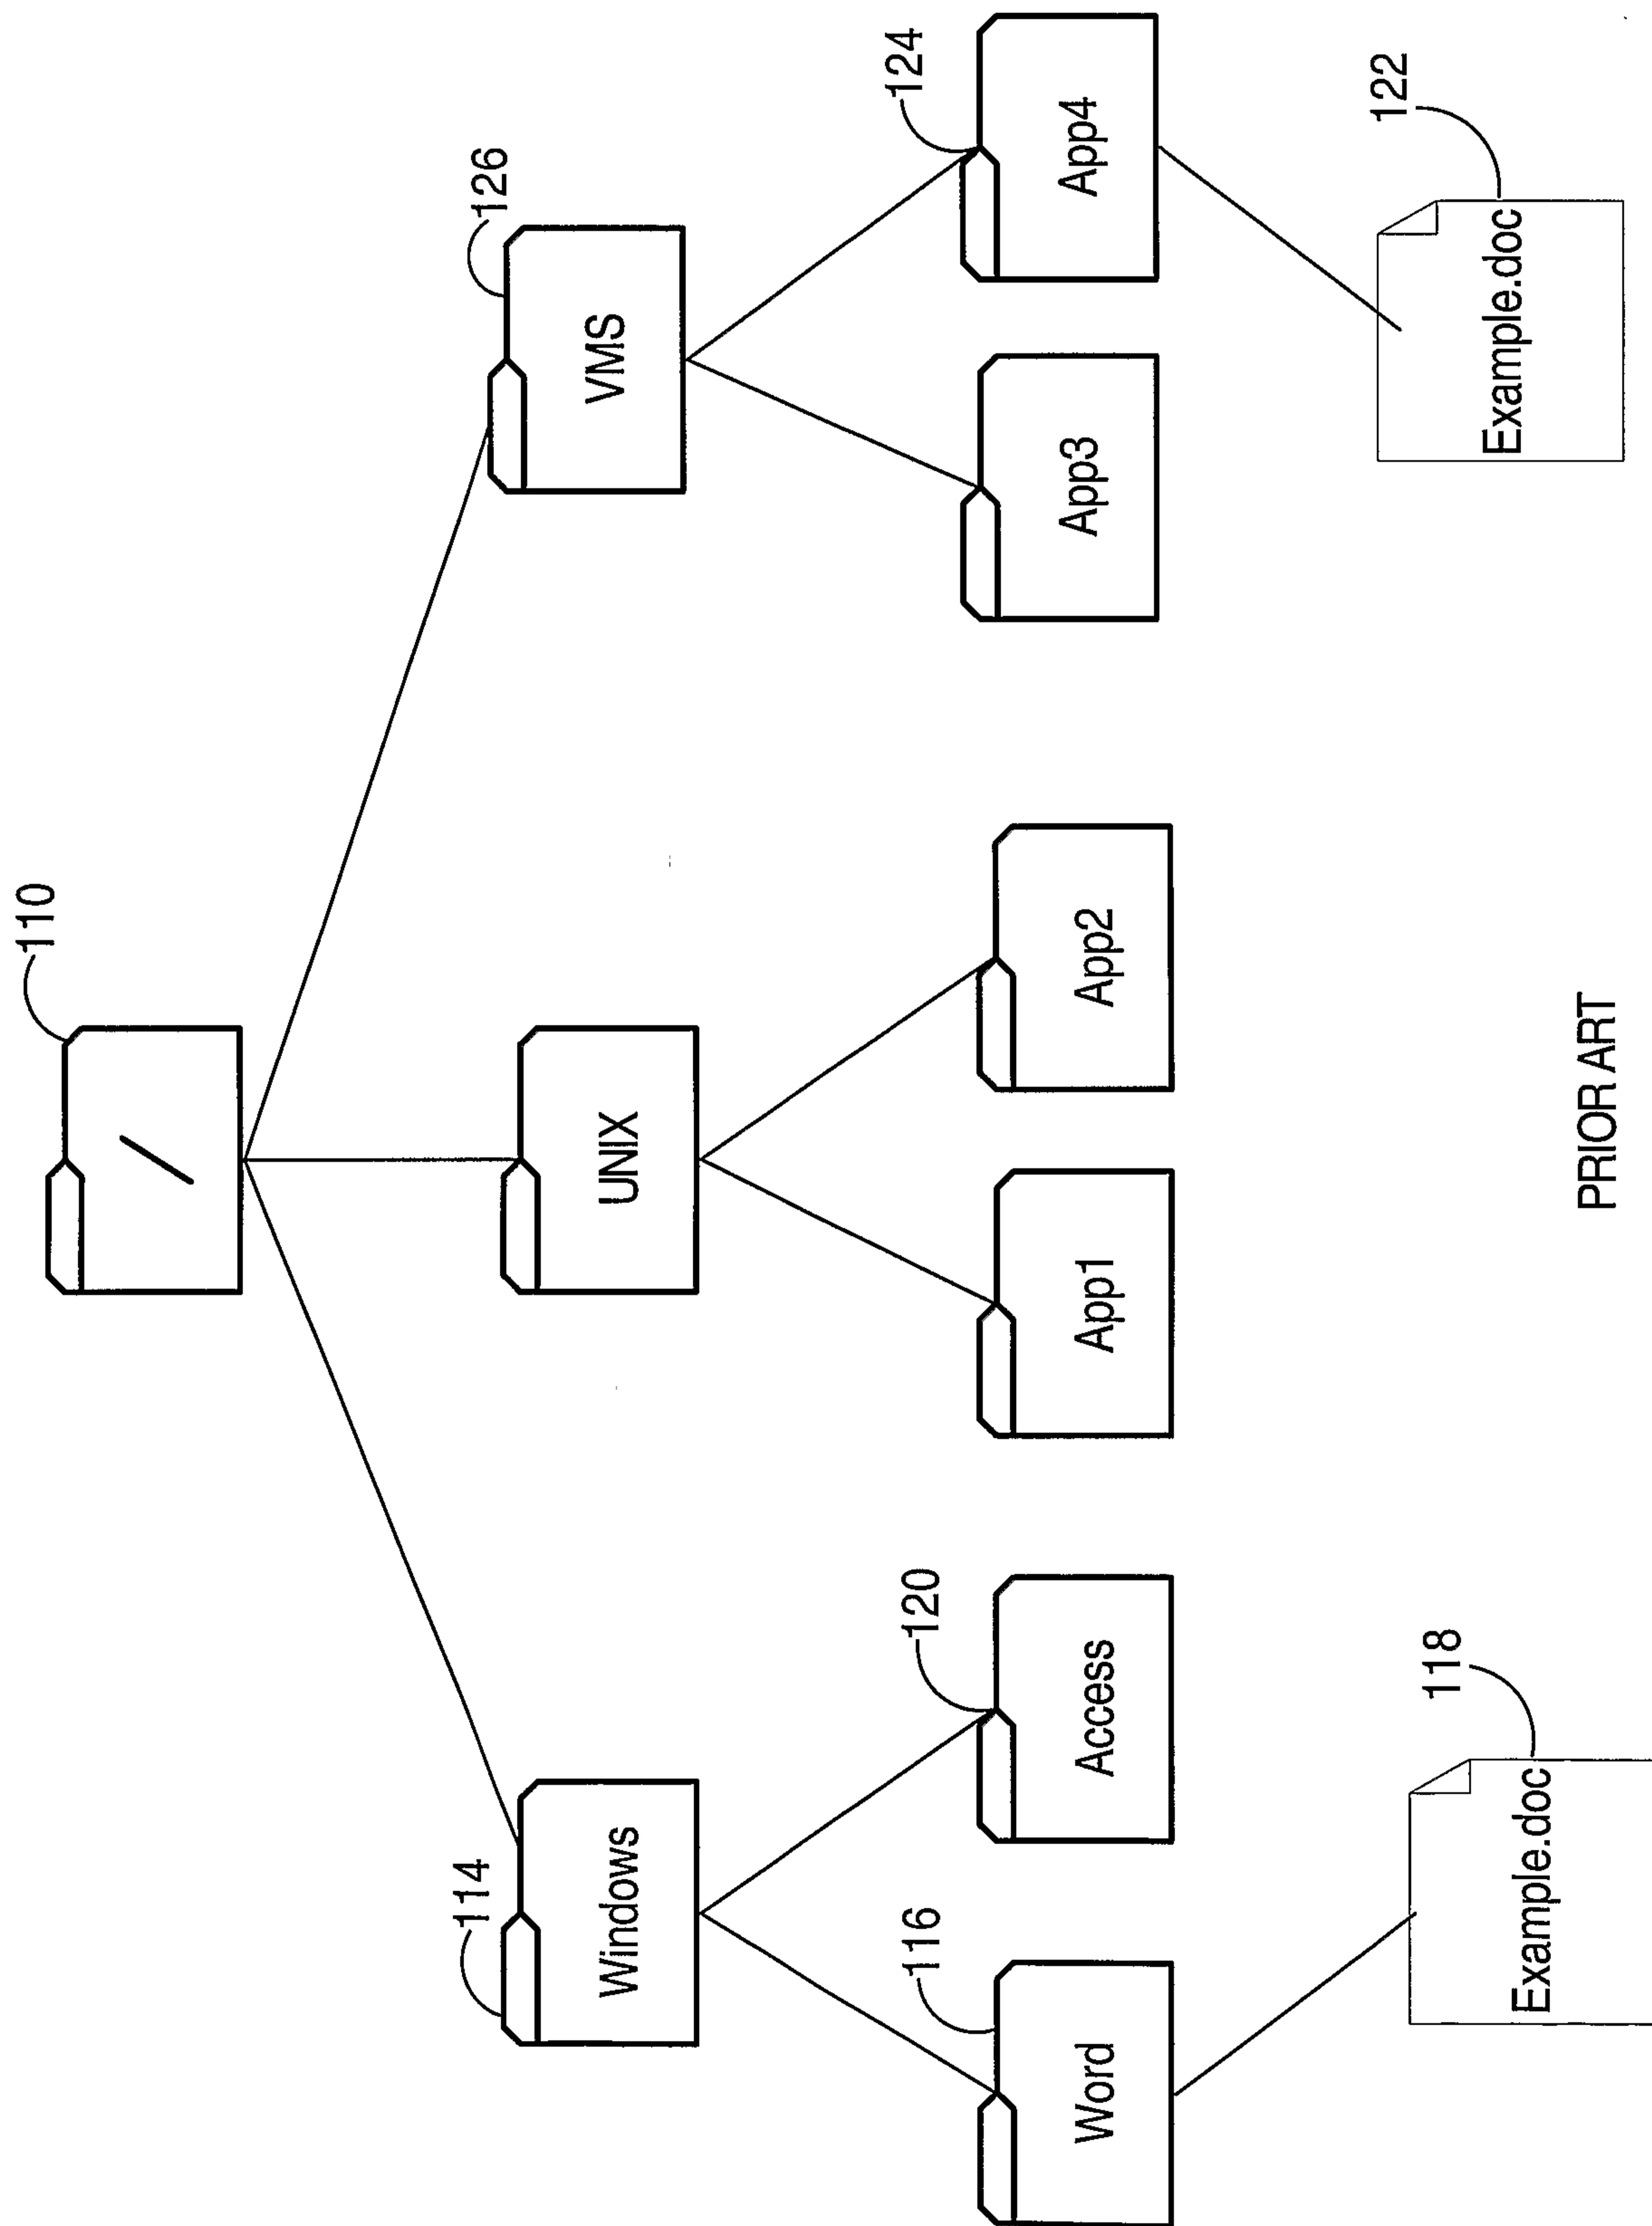 110
/
114
Windows
UNIX
126
VMS
116
Word
120
Access
App1
App2
App3
124
App4
118
Example.doc
122
Example.doc
PRIOR ART